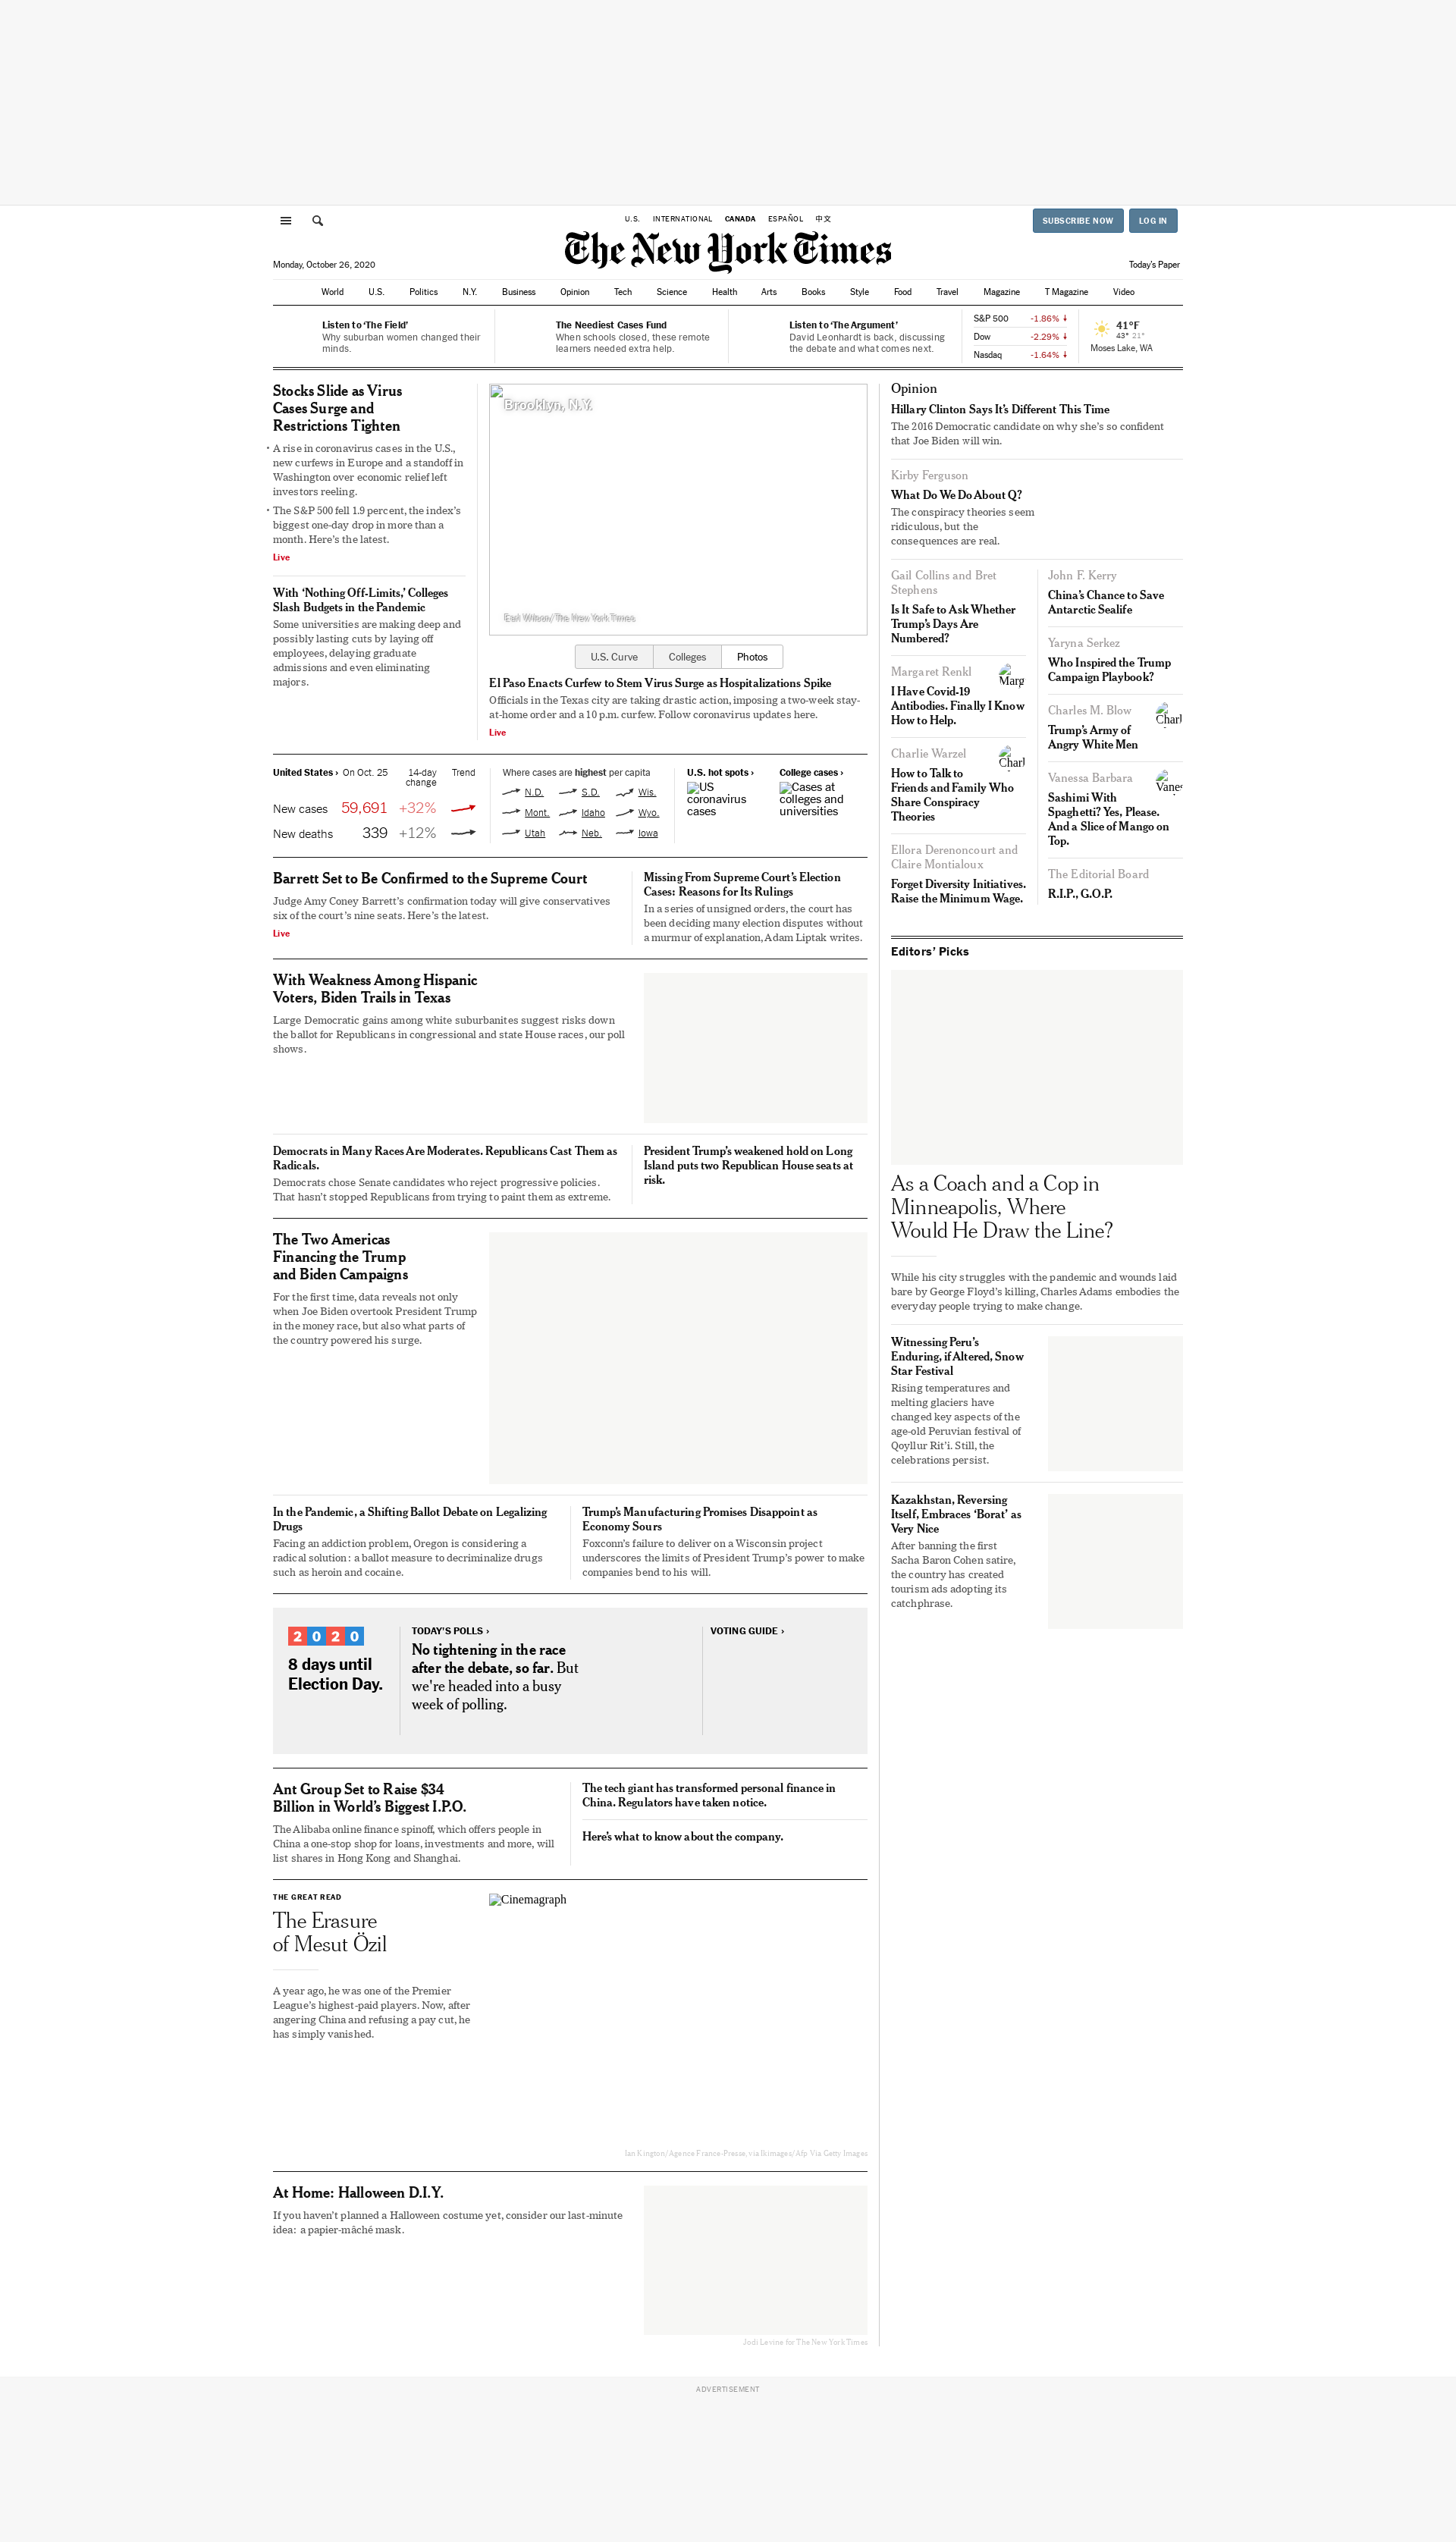 U.S. INTERNATIONAL CANADA ESPAÑOL 中文
SUBSCRIBE NOW LOG IN
The New York Times
Monday, October 26, 2020
Today's Paper
World U.S. Politics N.Y. Business Opinion Tech Science Health Arts Books Style Food Travel Magazine T Magazine Video
Listen to 'The Field'
Why suburban women changed their
minds.
The Neediest Cases Fund
When schools closed, these remote
learners needed extra help.
Listen to 'The Argument'
David Leonhardt is back, discussing
the debate and what comes next.
S&P 500 -1.86%
Dow -2.29%
Nasdaq -1.64%
41°F
43° 21°
Moses Lake, WA
Stocks Slide as Virus
Cases Surge and
Restrictions Tighten
• A rise in coronavirus cases in the U.S.,
new curfews in Europe and a standoff in
Washington over economic relief left
investors reeling.
• The S&P 500 fell 1.9 percent, the index's
biggest one-day drop in more than a
month. Here's the latest.
Live
With 'Nothing Off-Limits,' Colleges
Slash Budgets in the Pandemic
Some universities are making deep and
possibly lasting cuts by laying off
employees, delaying graduate
admissions and even eliminating
majors.
Brooklyn, N.Y.
Earl Wilson/The New York Times
U.S. Curve Colleges Photos
El Paso Enacts Curfew to Stem Virus Surge as Hospitalizations Spike
Officials in the Texas city are taking drastic action, imposing a two-week stay-
at-home order and a 10 p.m. curfew. Follow coronavirus updates here.
Live
United States › On Oct. 25 14-day
change Trend
New cases 59,691 +32%
New deaths 339 +12%
Where cases are highest per capita
N.D. S.D. Wis.
Mont. Idaho Wyo.
Utah Neb. Iowa
U.S. hot spots ›
US
coronavirus
cases
College cases ›
Cases at
colleges and
universities
Barrett Set to Be Confirmed to the Supreme Court
Judge Amy Coney Barrett's confirmation today will give conservatives
six of the court's nine seats. Here's the latest.
Live
Missing From Supreme Court's Election
Cases: Reasons for Its Rulings
In a series of unsigned orders, the court has
been deciding many election disputes without
a murmur of explanation, Adam Liptak writes.
With Weakness Among Hispanic
Voters, Biden Trails in Texas
Large Democratic gains among white suburbanites suggest risks down
the ballot for Republicans in congressional and state House races, our poll
shows.
Democrats in Many Races Are Moderates. Republicans Cast Them as
Radicals.
Democrats chose Senate candidates who reject progressive policies.
That hasn't stopped Republicans from trying to paint them as extreme.
President Trump's weakened hold on Long
Island puts two Republican House seats at
risk.
The Two Americas
Financing the Trump
and Biden Campaigns
For the first time, data reveals not only
when Joe Biden overtook President Trump
in the money race, but also what parts of
the country powered his surge.
In the Pandemic, a Shifting Ballot Debate on Legalizing
Drugs
Facing an addiction problem, Oregon is considering a
radical solution: a ballot measure to decriminalize drugs
such as heroin and cocaine.
Trump's Manufacturing Promises Disappoint as
Economy Sours
Foxconn's failure to deliver on a Wisconsin project
underscores the limits of President Trump's power to make
companies bend to his will.
2020
8 days until
Election Day.
TODAY'S POLLS ›
No tightening in the race
after the debate, so far. But
we're headed into a busy
week of polling.
VOTING GUIDE ›
Ant Group Set to Raise $34
Billion in World's Biggest I.P.O.
The Alibaba online finance spinoff, which offers people in
China a one-stop shop for loans, investments and more, will
list shares in Hong Kong and Shanghai.
The tech giant has transformed personal finance in
China. Regulators have taken notice.
Here's what to know about the company.
THE GREAT READ
The Erasure
of Mesut Özil
A year ago, he was one of the Premier
League's highest-paid players. Now, after
angering China and refusing a pay cut, he
has simply vanished.
Cinemagraph
Ian Kington/Agence France-Presse, via Ikimages/Afp Via Getty Images
At Home: Halloween D.I.Y.
If you haven't planned a Halloween costume yet, consider our last-minute
idea: a papier-mâché mask.
Jodi Levine for The New York Times
Opinion
Hillary Clinton Says It's Different This Time
The 2016 Democratic candidate on why she's so confident
that Joe Biden will win.
Kirby Ferguson
What Do We Do About Q?
The conspiracy theories seem
ridiculous, but the
consequences are real.
Gail Collins and Bret
Stephens
Is It Safe to Ask Whether
Trump's Days Are
Numbered?
Margaret Renkl
Marg
I Have Covid-19
Antibodies. Finally I Know
How to Help.
Charlie Warzel
Charl
How to Talk to
Friends and Family Who
Share Conspiracy
Theories
Ellora Derenoncourt and
Claire Montialoux
Forget Diversity Initiatives.
Raise the Minimum Wage.
John F. Kerry
China's Chance to Save
Antarctic Sealife
Yaryna Serkez
Who Inspired the Trump
Campaign Playbook?
Charles M. Blow
Charl
Trump's Army of
Angry White Men
Vanessa Barbara
Vanes
Sashimi With
Spaghetti? Yes, Please.
And a Slice of Mango on
Top.
The Editorial Board
R.I.P., G.O.P.
Editors' Picks
As a Coach and a Cop in
Minneapolis, Where
Would He Draw the Line?
While his city struggles with the pandemic and wounds laid
bare by George Floyd's killing, Charles Adams embodies the
everyday people trying to make change.
Witnessing Peru's
Enduring, if Altered, Snow
Star Festival
Rising temperatures and
melting glaciers have
changed key aspects of the
age-old Peruvian festival of
Qoyllur Rit'i. Still, the
celebrations persist.
Kazakhstan, Reversing
Itself, Embraces 'Borat' as
Very Nice
After banning the first
Sacha Baron Cohen satire,
the country has created
tourism ads adopting its
catchphrase.
ADVERTISEMENT